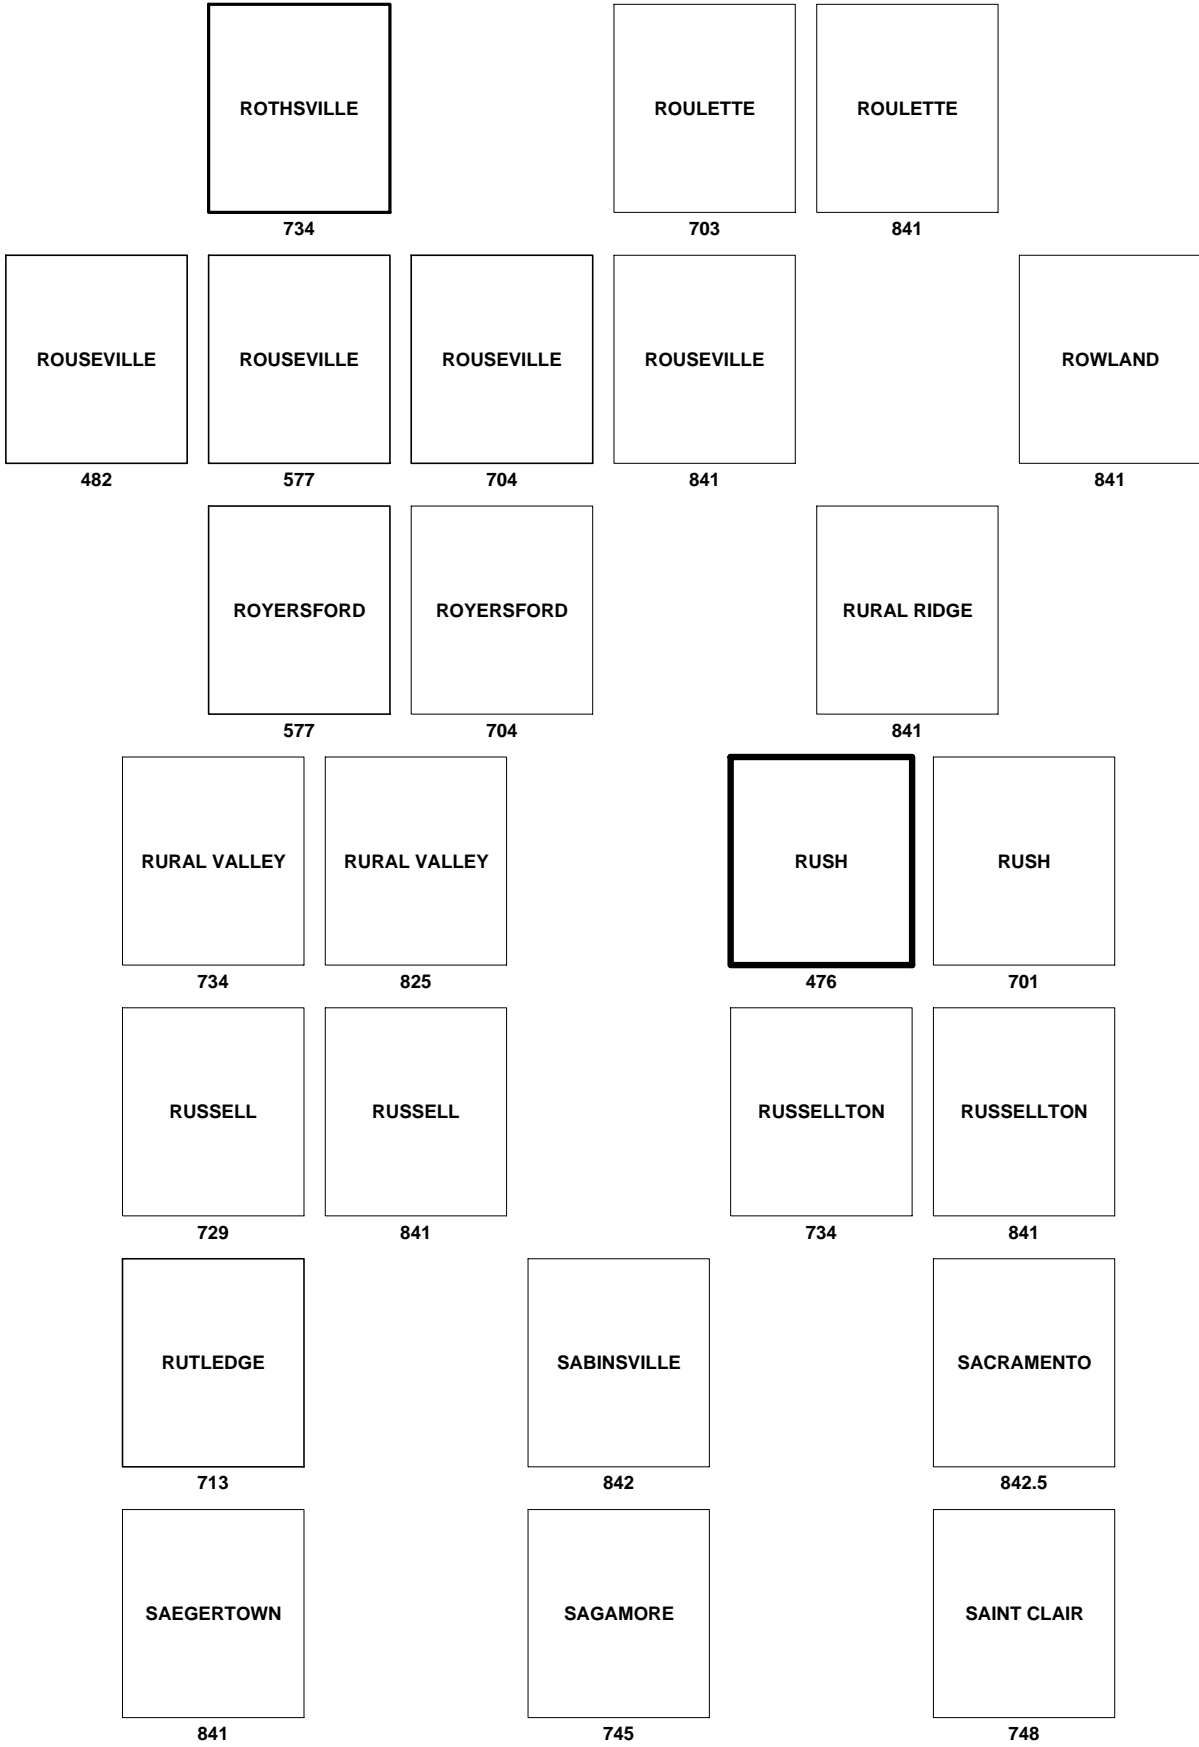 ROTHSVILLE ROULETTE ROULETTE
734 703 841
ROUSEVILLE ROUSEVILLE ROUSEVILLE ROUSEVILLE ROWLAND
482 577 704 841 841
ROYERSFORD ROYERSFORD RURAL RIDGE
577 704 841
RURAL VALLEY RURAL VALLEY RUSH RUSH
734 825 476 701
RUSSELL RUSSELL RUSSELLTON RUSSELLTON
729 841 734 841
RUTLEDGE SABINSVILLE SACRAMENTO
713 842 842.5
SAEGERTOWN SAGAMORE SAINT CLAIR
841 745 748